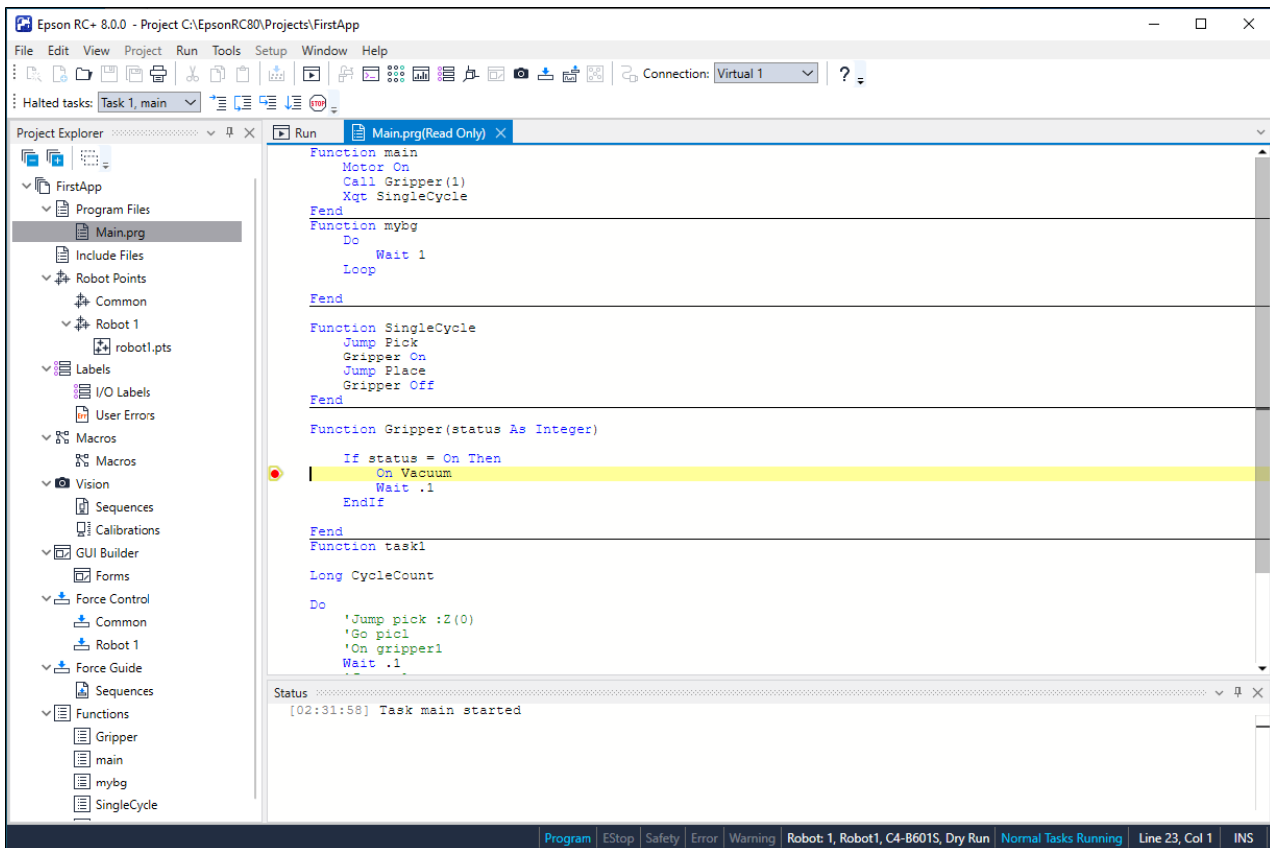 Epson RC+ 8.0.0 - Project C:\EpsonRC80\Projects\FirstApp
File Edit View Project Run Tools Setup Window Help
Connection: Virtual 1
?
Halted tasks: Task 1, main
STOP
Project Explorer
Run
Main.prg(Read Only)
FirstApp
Program Files
Main.prg
Include Files
Robot Points
Common
Robot 1
robot1.pts
Labels
I/O Labels
Err User Errors
Macros
Macros
Vision
Sequences
Calibrations
GUI Builder
Forms
Force Control
Common
Robot 1
Force Guide
Sequences
Functions
Gripper
main
mybg
SingleCycle
Function main
Motor On
Call Gripper(1)
Xqt SingleCycle
Fend
Function mybg
Do
Wait 1
Loop
Fend
Function SingleCycle
Jump Pick
Gripper On
Jump Place
Gripper Off
Fend
Function Gripper(status As Integer)
If status = On Then
On Vacuum
Wait .1
EndIf
Fend
Function task1
Long CycleCount
Do
'Jump pick :Z(0)
'Go pic1
'On gripper1
Wait .1
Status
[02:31:58] Task main started
Program EStop Safety Error Warning Robot: 1, Robot1, C4-B601S, Dry Run Normal Tasks Running Line 23, Col 1 INS